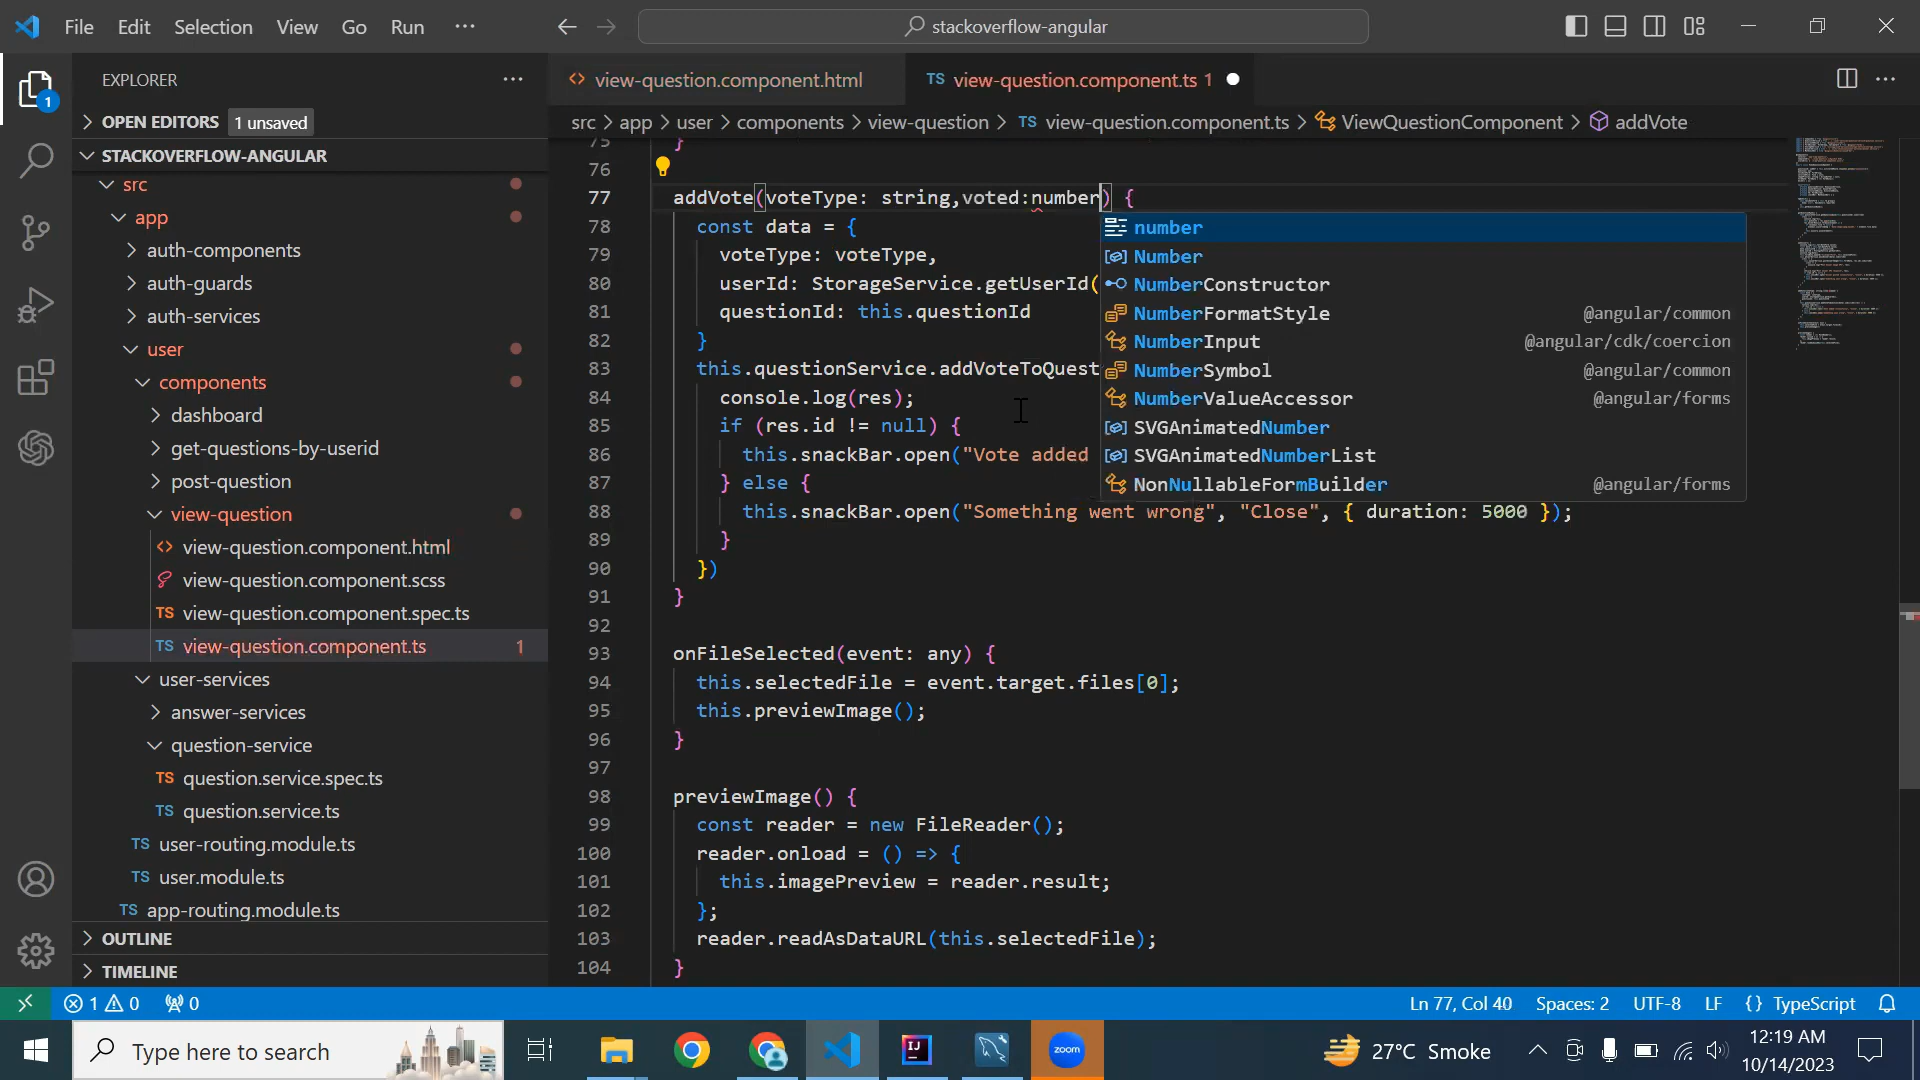 File Edit Selection View Go Run ··· stackoverflow-angular
EXPLORER ···
OPEN EDITORS 1 unsaved
STACKOVERFLOW-ANGULAR
src
app
auth-components
auth-guards
auth-services
user
components
dashboard
get-questions-by-userid
post-question
view-question
view-question.component.html
view-question.component.scss
view-question.component.spec.ts
TS view-question.component.ts 1
user-services
answer-services
question-service
TS question.service.spec.ts
TS question.service.ts
TS user-routing.module.ts
TS user.module.ts
TS app-routing.module.ts
OUTLINE
TIMELINE
<> view-question.component.html
TS view-question.component.ts 1
src > app > user > components > view-question > TS view-question.component.ts > ViewQuestionComponent > addVote
75 }
76
77 addVote(voteType: string,voted:number) {
78 const data = {
79 voteType: voteType,
80 userId: StorageService.getUserId(
81 questionId: this.questionId
82 }
83 this.questionService.addVoteToQuest
84 console.log(res);
85 if (res.id != null) {
86 this.snackBar.open("Vote added
87 } else {
88 this.snackBar.open("Something went wrong", "Close", { duration: 5000 });
89 }
90 })
91 }
92
93 onFileSelected(event: any) {
94 this.selectedFile = event.target.files[0];
95 this.previewImage();
96 }
97
98 previewImage() {
99 const reader = new FileReader();
100 reader.onload = () => {
101 this.imagePreview = reader.result;
102 };
103 reader.readAsDataURL(this.selectedFile);
104 }
number
Number
NumberConstructor
NumberFormatStyle @angular/common
NumberInput @angular/cdk/coercion
NumberSymbol @angular/common
NumberValueAccessor @angular/forms
SVGAnimatedNumber
SVGAnimatedNumberList
NonNullableFormBuilder @angular/forms
1 0 0 Ln 77, Col 40 Spaces: 2 UTF-8 LF {} TypeScript
Type here to search
zoom
27°C Smoke
12:19 AM
10/14/2023